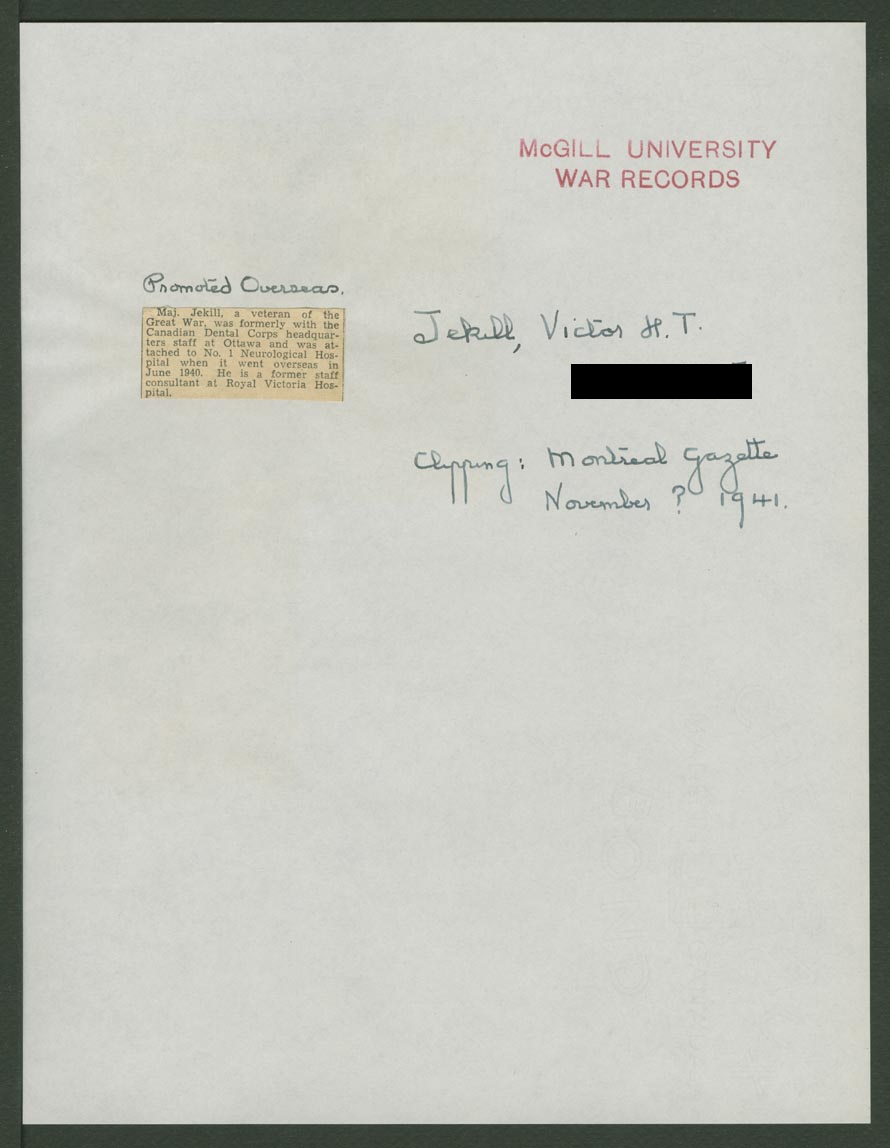 McGILL UNIVERSITY
WAR RECORDS
Promoted Overseas.
Maj. Jekill, a veteran of the
Great War, was formerly with the
Canadian Dental Corps headquar-
ters staff at Ottawa and was at-
tached to No. 1 Neurological Hos-
pital when it went overseas in
June 1940. He is a former staff
consultant at Royal Victoria Hos-
pital.
Jekill, Victor H.T.
Clipping: Montreal Gazette
November ? 1941.
BOND